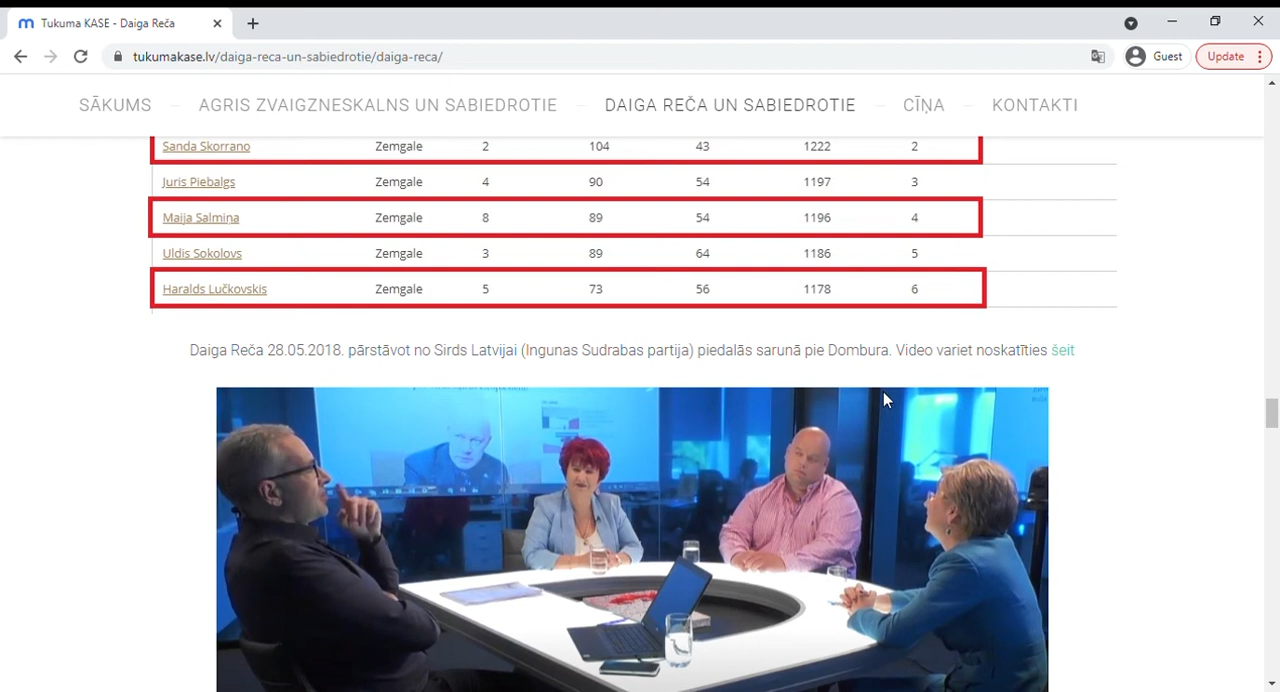 Tukuma KASE - Daiga Reča
tukumakase.lv/daiga-reca-un-sabiedrotie/daiga-reca/
Guest
Update
SĀKUMS AGRIS ZVAIGZNESKALNS UN SABIEDROTIE DAIGA REČA UN SABIEDROTIE CĪŅA KONTAKTI
Sanda Skorrano Zemgale 2 104 43 1222 2
Juris Piebalgs Zemgale 4 90 54 1197 3
Maija Salmiņa Zemgale 8 89 54 1196 4
Uldis Sokolovs Zemgale 3 89 64 1186 5
Haralds Lučkovskis Zemgale 5 73 56 1178 6
Daiga Reča 28.05.2018. pārstāvot no Sirds Latvijai (Ingunas Sudrabas partija) piedalās sarunā pie Dombura. Video variet noskatīties šeit